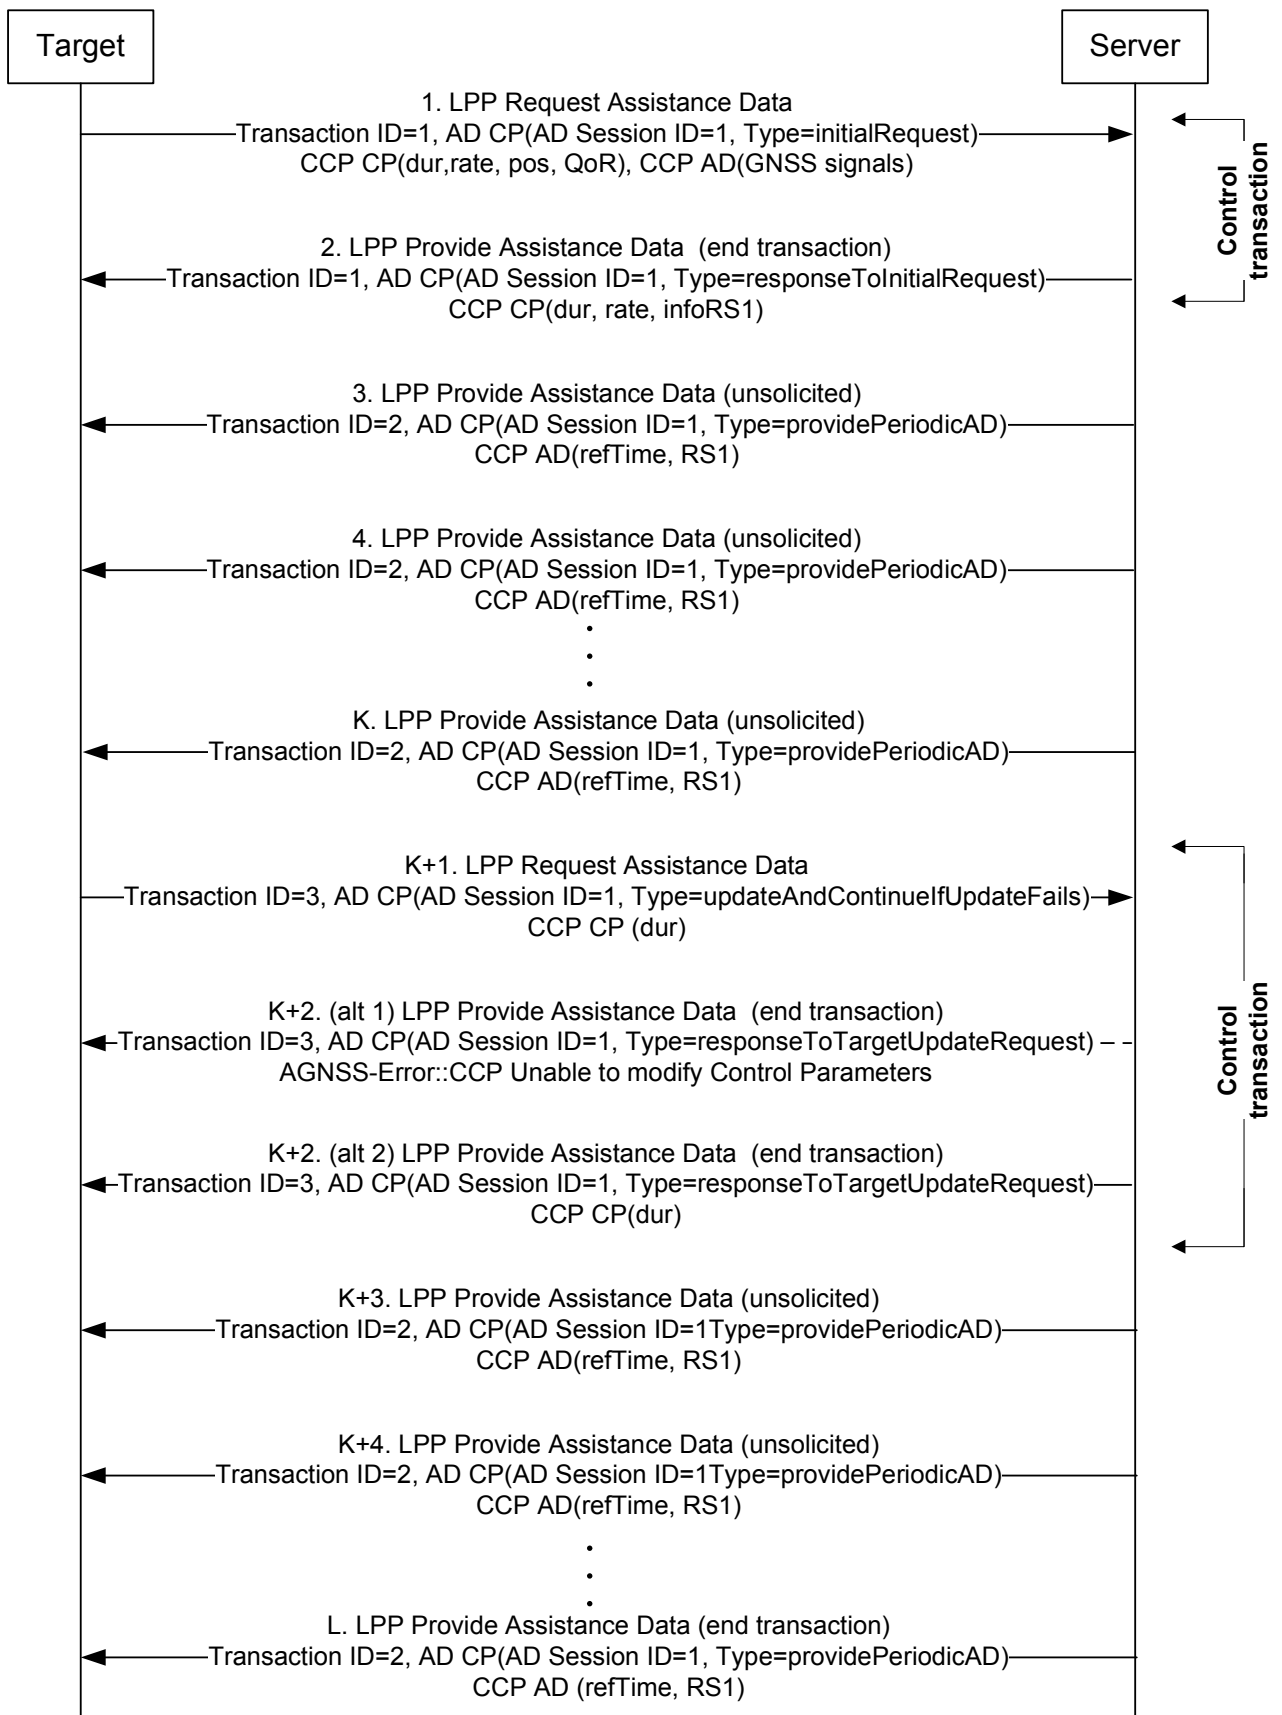 Target
Server
1. LPP Request Assistance Data
Transaction ID=1, AD CP(AD Session ID=1, Type=initialRequest)
CCP CP(dur,rate, pos, QoR), CCP AD(GNSS signals)
Control
transaction
2. LPP Provide Assistance Data  (end transaction)
Transaction ID=1, AD CP(AD Session ID=1, Type=responseToInitialRequest)
CCP CP(dur, rate, infoRS1)
3. LPP Provide Assistance Data (unsolicited)
Transaction ID=2, AD CP(AD Session ID=1, Type=providePeriodicAD)
CCP AD(refTime, RS1)
4. LPP Provide Assistance Data (unsolicited)
Transaction ID=2, AD CP(AD Session ID=1, Type=providePeriodicAD)
CCP AD(refTime, RS1)
.
.
.
K. LPP Provide Assistance Data (unsolicited)
Transaction ID=2, AD CP(AD Session ID=1, Type=providePeriodicAD)
CCP AD(refTime, RS1)
K+1. LPP Request Assistance Data
Transaction ID=3, AD CP(AD Session ID=1, Type=updateAndContinueIfUpdateFails)
CCP CP (dur)
K+2. (alt 1) LPP Provide Assistance Data  (end transaction)
Transaction ID=3, AD CP(AD Session ID=1, Type=responseToTargetUpdateRequest)
AGNSS-Error::CCP Unable to modify Control Parameters
Control
transaction
K+2. (alt 2) LPP Provide Assistance Data  (end transaction)
Transaction ID=3, AD CP(AD Session ID=1, Type=responseToTargetUpdateRequest)
CCP CP(dur)
K+3. LPP Provide Assistance Data (unsolicited)
Transaction ID=2, AD CP(AD Session ID=1Type=providePeriodicAD)
CCP AD(refTime, RS1)
K+4. LPP Provide Assistance Data (unsolicited)
Transaction ID=2, AD CP(AD Session ID=1Type=providePeriodicAD)
CCP AD(refTime, RS1)
.
.
.
L. LPP Provide Assistance Data (end transaction)
Transaction ID=2, AD CP(AD Session ID=1, Type=providePeriodicAD)
CCP AD (refTime, RS1)